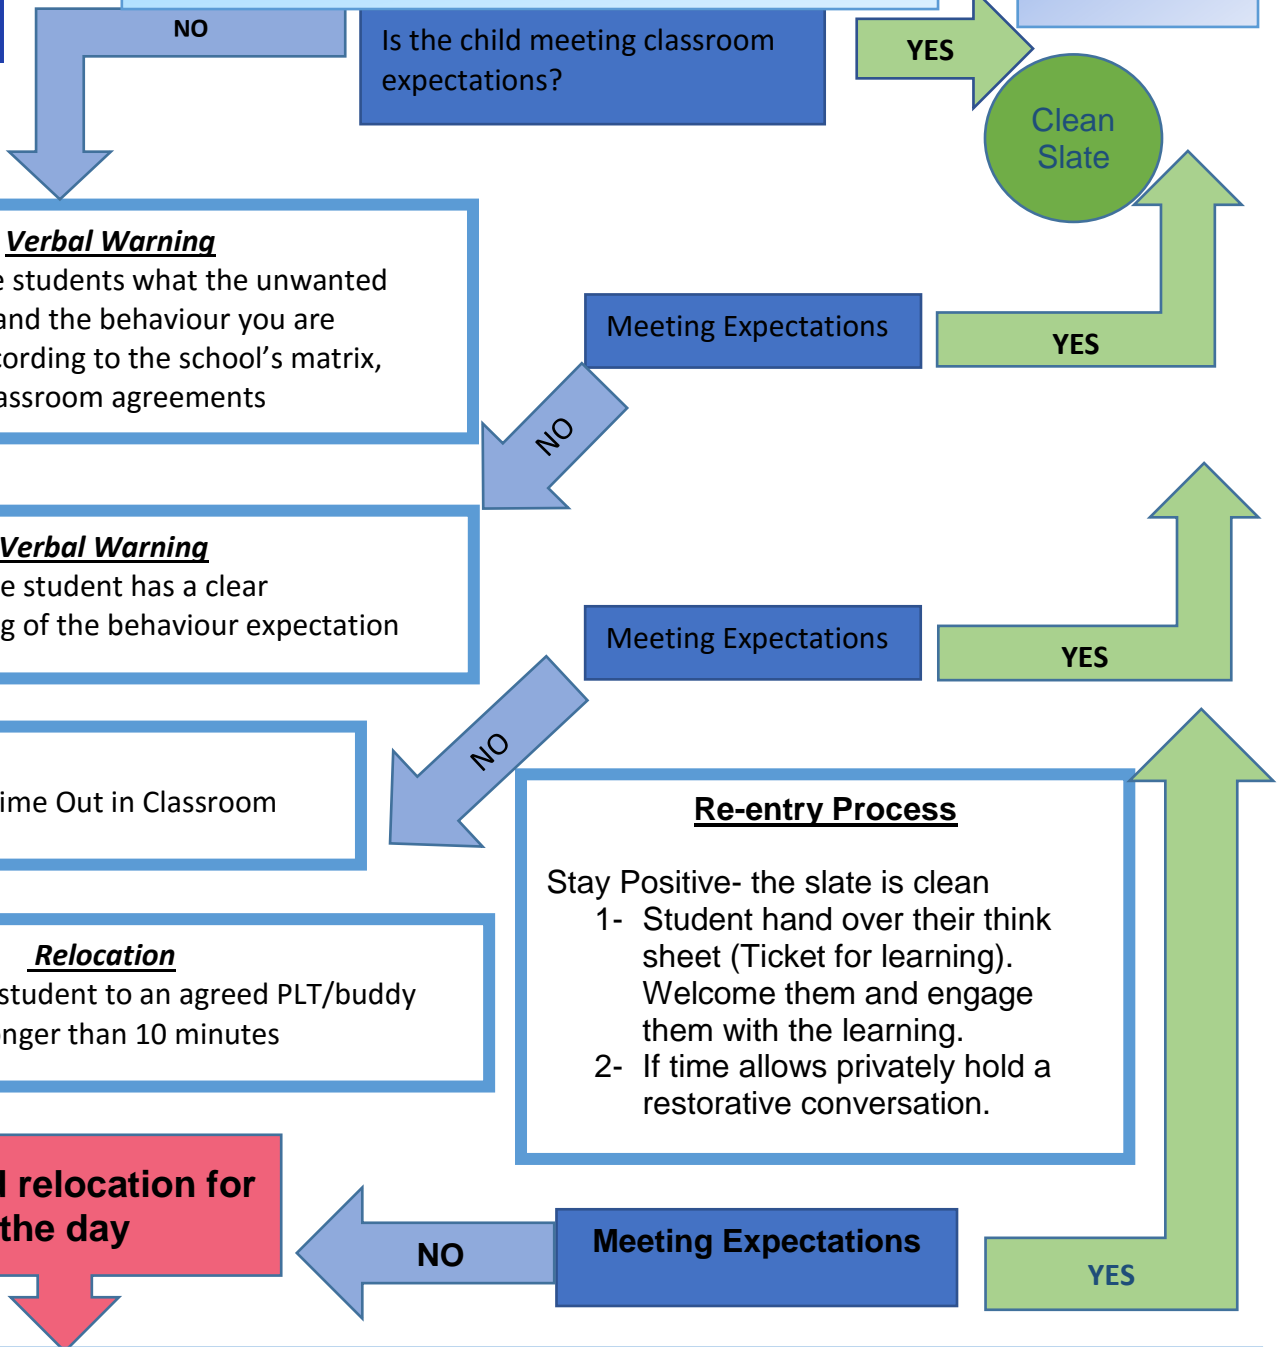 NO
Is the child meeting classroom
expectations?
YES
Clean
Slate
Verbal Warning
students what the unwanted
and the behaviour you are
to the school's matrix,
agreements
Meeting Expectations
YES
NO
Verbal Warning
student has a clear
of the behaviour expectation
Meeting Expectations
YES
NO
Out in Classroom
Re-entry Process
Stay Positive- the slate is clean
1- Student hand over their think
sheet (Ticket for learning).
Welcome them and engage
them with the learning.
2- If time allows privately hold a
restorative conversation.
Relocation
student to an agreed PLT/buddy
than 10 minutes
relocation for
the day
NO
Meeting Expectations
YES